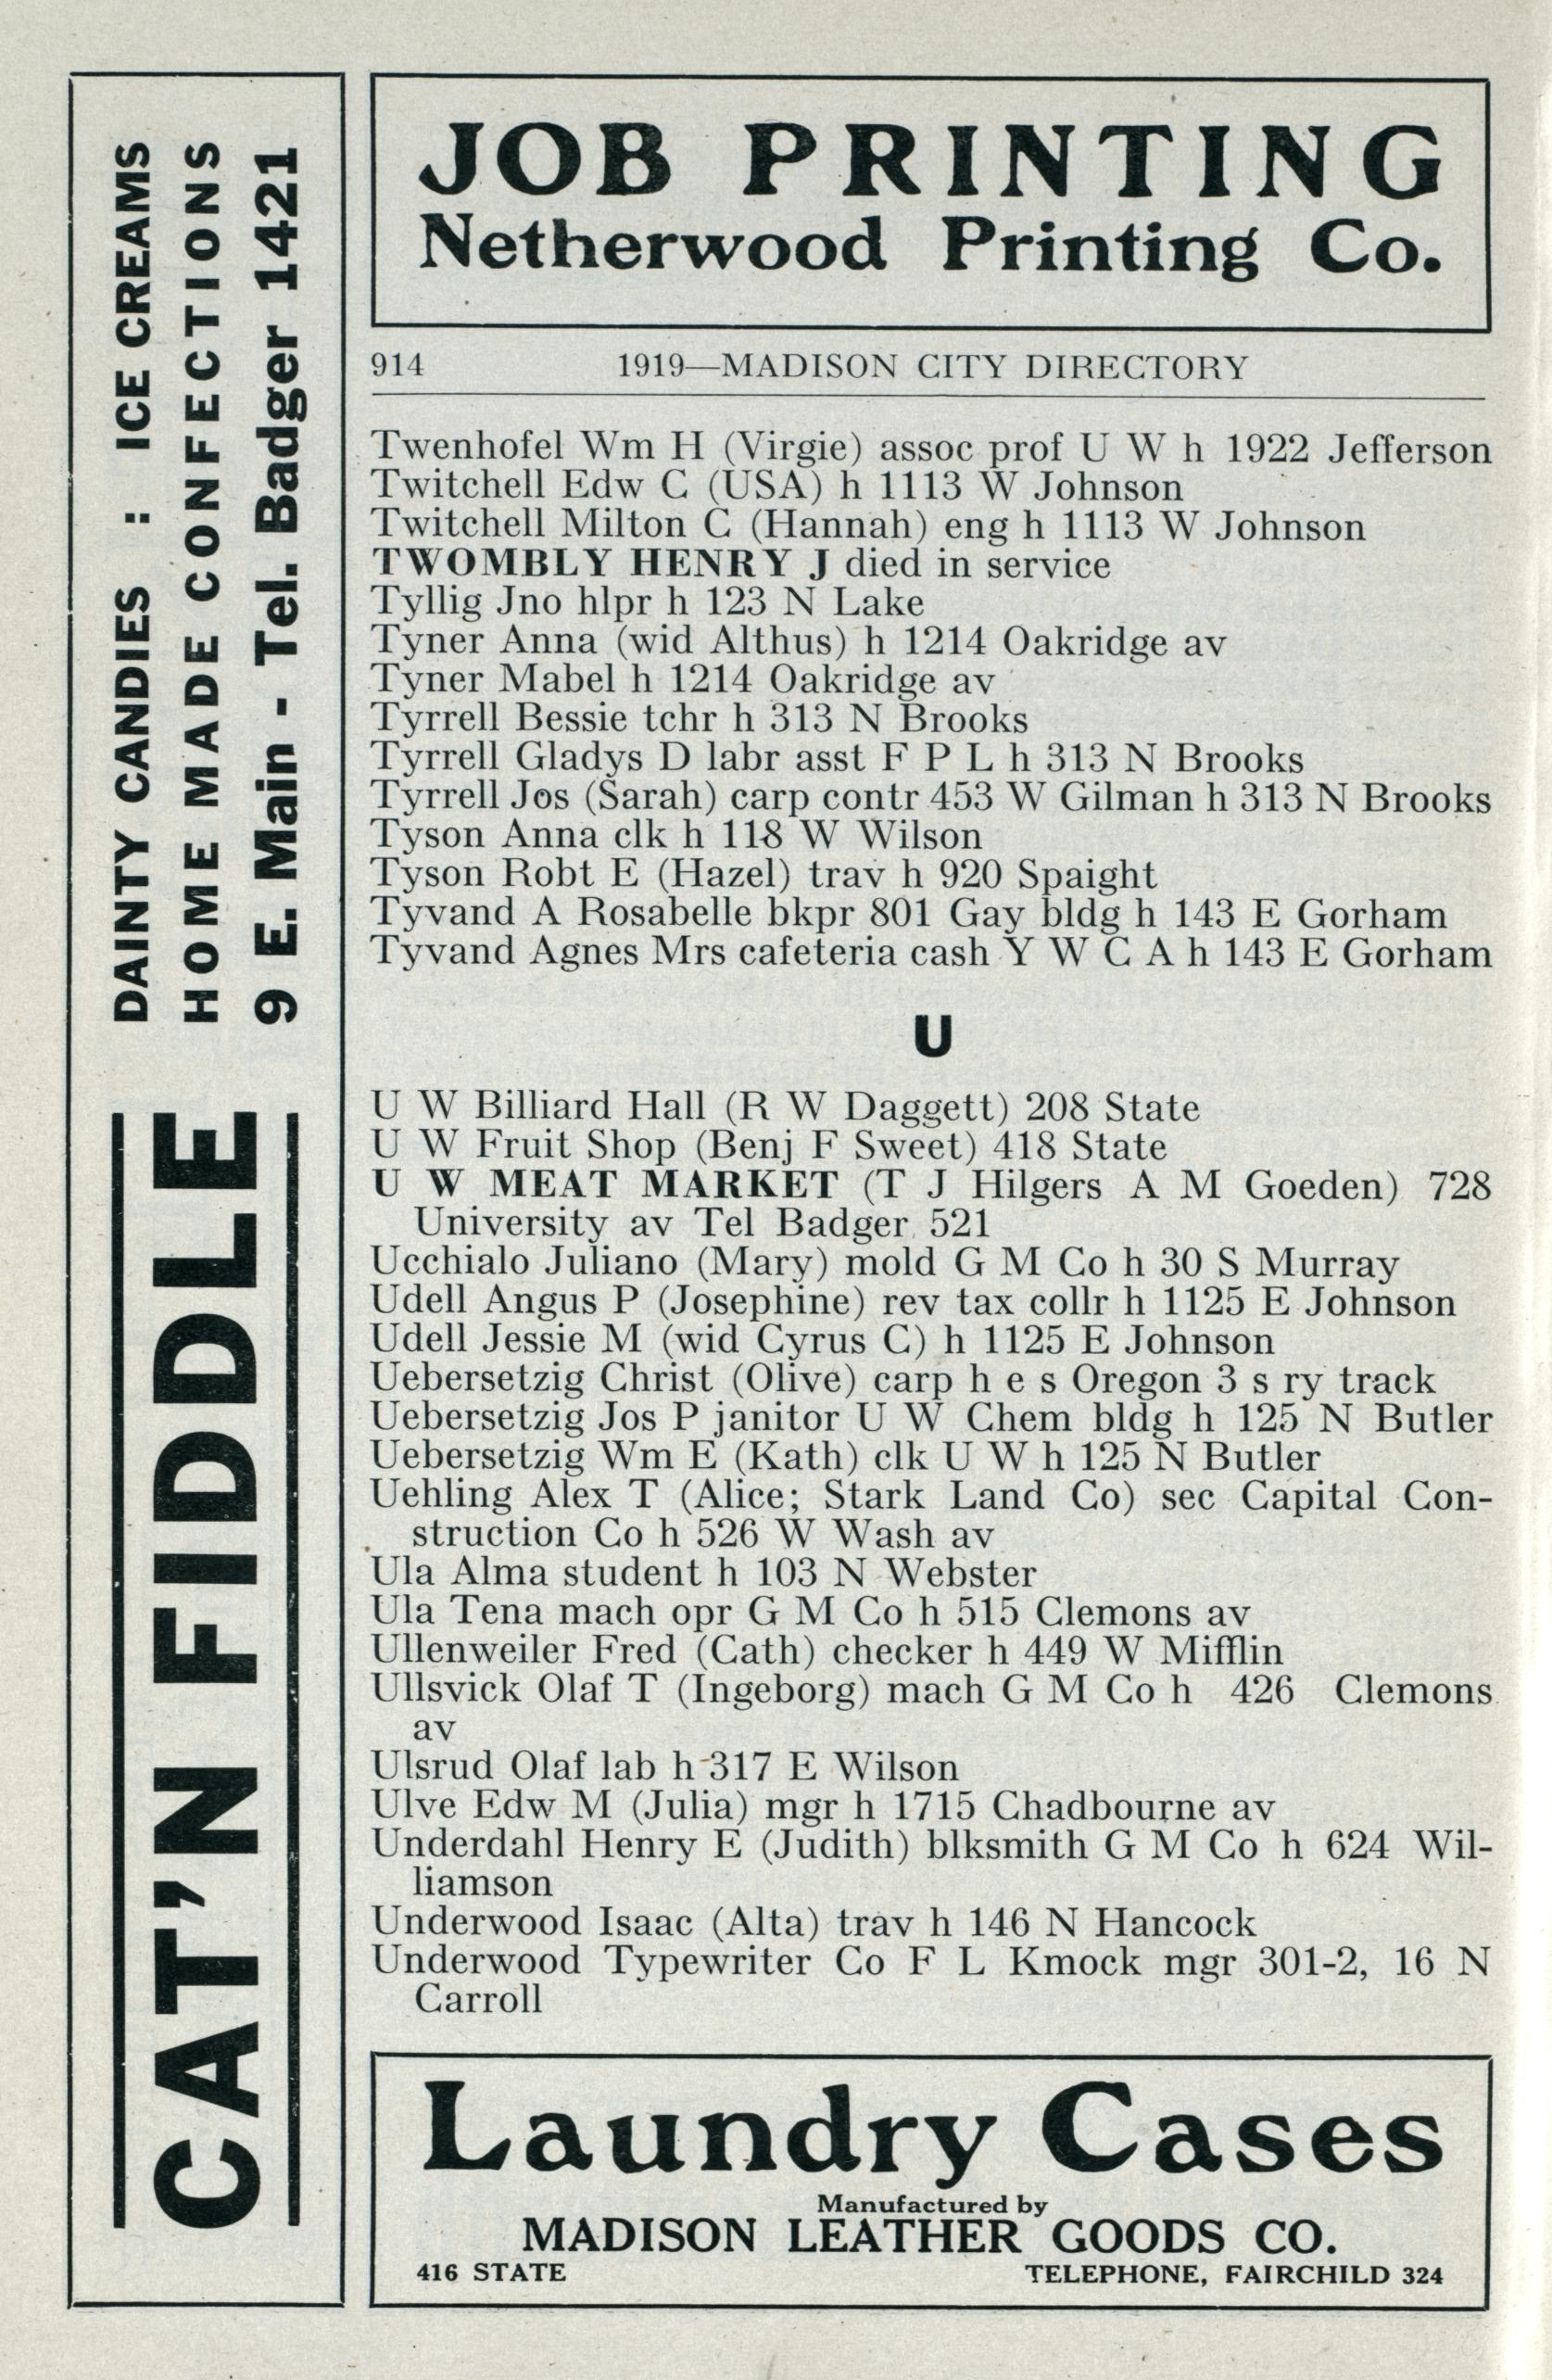 DAINTY CANDIES : ICE CREAMS
HOME MADE CONFECTIONS
9 E. Main - Tel. Badger 1421
CAT'N FIDDLE
JOB PRINTING
Netherwood Printing Co.
914 1919—MADISON CITY DIRECTORY
Twenhofel Wm H (Virgie) assoc prof U W h 1922 Jefferson
Twitchell Edw C (USA) h 1113 W Johnson
Twitchell Milton C (Hannah) eng h 1113 W Johnson
TWOMBLY HENRY J died in service
Tyllig Jno hlpr h 123 N Lake
Tyner Anna (wid Althus) h 1214 Oakridge av
Tyner Mabel h 1214 Oakridge av
Tyrrell Bessie tchr h 313 N Brooks
Tyrrell Gladys D labr asst F P L h 313 N Brooks
Tyrrell Jos (Sarah) carp contr 453 W Gilman h 313 N Brooks
Tyson Anna clk h 118 W Wilson
Tyson Robt E (Hazel) trav h 920 Spaight
Tyvand A Rosabelle bkpr 801 Gay bldg h 143 E Gorham
Tyvand Agnes Mrs cafeteria cash Y W C A h 143 E Gorham
U
U W Billiard Hall (R W Daggett) 208 State
U W Fruit Shop (Benj F Sweet) 418 State
U W MEAT MARKET (T J Hilgers A M Goeden) 728
University av Tel Badger 521
Ucchialo Juliano (Mary) mold G M Co h 30 S Murray
Udell Angus P (Josephine) rev tax collr h 1125 E Johnson
Udell Jessie M (wid Cyrus C) h 1125 E Johnson
Uebersetzig Christ (Olive) carp h e s Oregon 3 s ry track
Uebersetzig Jos P janitor U W Chem bldg h 125 N Butler
Uebersetzig Wm E (Kath) clk U W h 125 N Butler
Uehling Alex T (Alice; Stark Land Co) sec Capital Con-
struction Co h 526 W Wash av
Ula Alma student h 103 N Webster
Ula Tena mach opr G M Co h 515 Clemons av
Ullenweiler Fred (Cath) checker h 449 W Mifflin
Ullsvick Olaf T (Ingeborg) mach G M Co h 426 Clemons
av
Ulsrud Olaf lab h 317 E Wilson
Ulve Edw M (Julia) mgr h 1715 Chadbourne av
Underdahl Henry E (Judith) blksmith G M Co h 624 Wil-
liamson
Underwood Isaac (Alta) trav h 146 N Hancock
Underwood Typewriter Co F L Kmock mgr 301-2, 16 N
Carroll
Laundry Cases
Manufactured by
MADISON LEATHER GOODS CO.
416 STATE TELEPHONE, FAIRCHILD 324